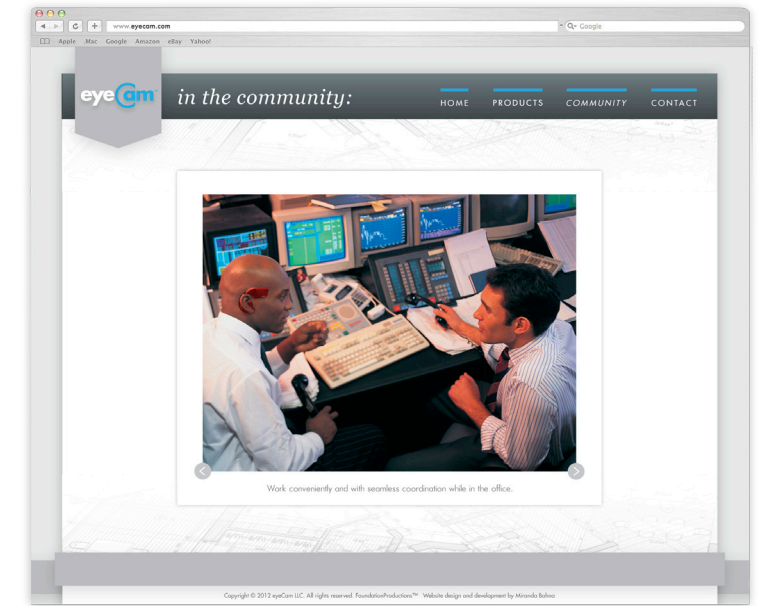 www.eyecam.com
Google
Apple Mac Google Amazon eBay Yahoo!
eyeCam™
in the community:
HOME PRODUCTS COMMUNITY CONTACT
Work conveniently and with seamless coordination while in the office.
Copyright © 2012 eyeCam LLC. All rights reserved. FoundationProductions™ Website design and development by Miranda Bahna